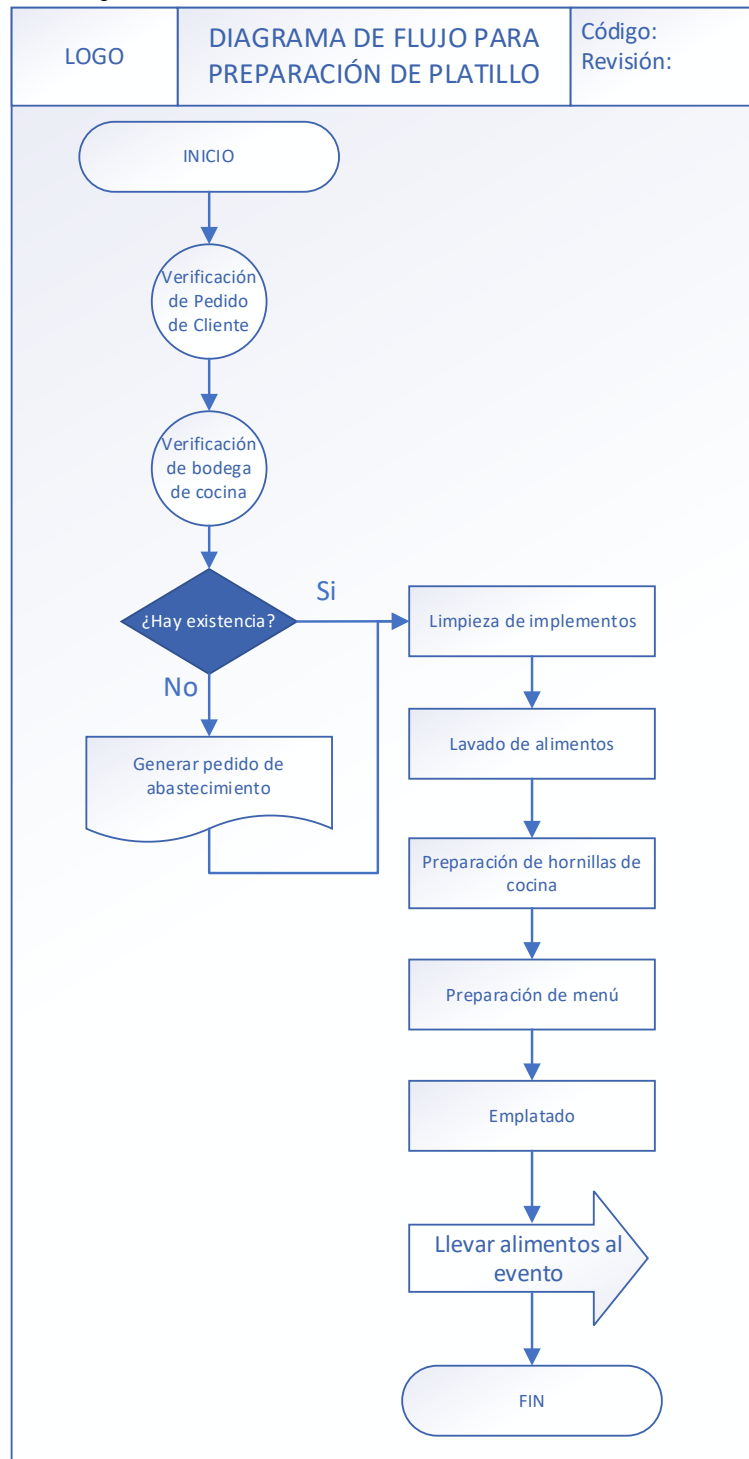 LOGO
DIAGRAMA DE FLUJO PARA
PREPARACIÓN DE PLATILLO
Código:
Revisión:
INICIO
Verificación
de Pedido
de Cliente
Verificación
de bodega
de cocina
¿Hay existencia?
Si
No
Generar pedido de
abastecimiento
Limpieza de implementos
Lavado de alimentos
Preparación de hornillas de
cocina
Preparación de menú
Emplatado
Llevar alimentos al
evento
FIN